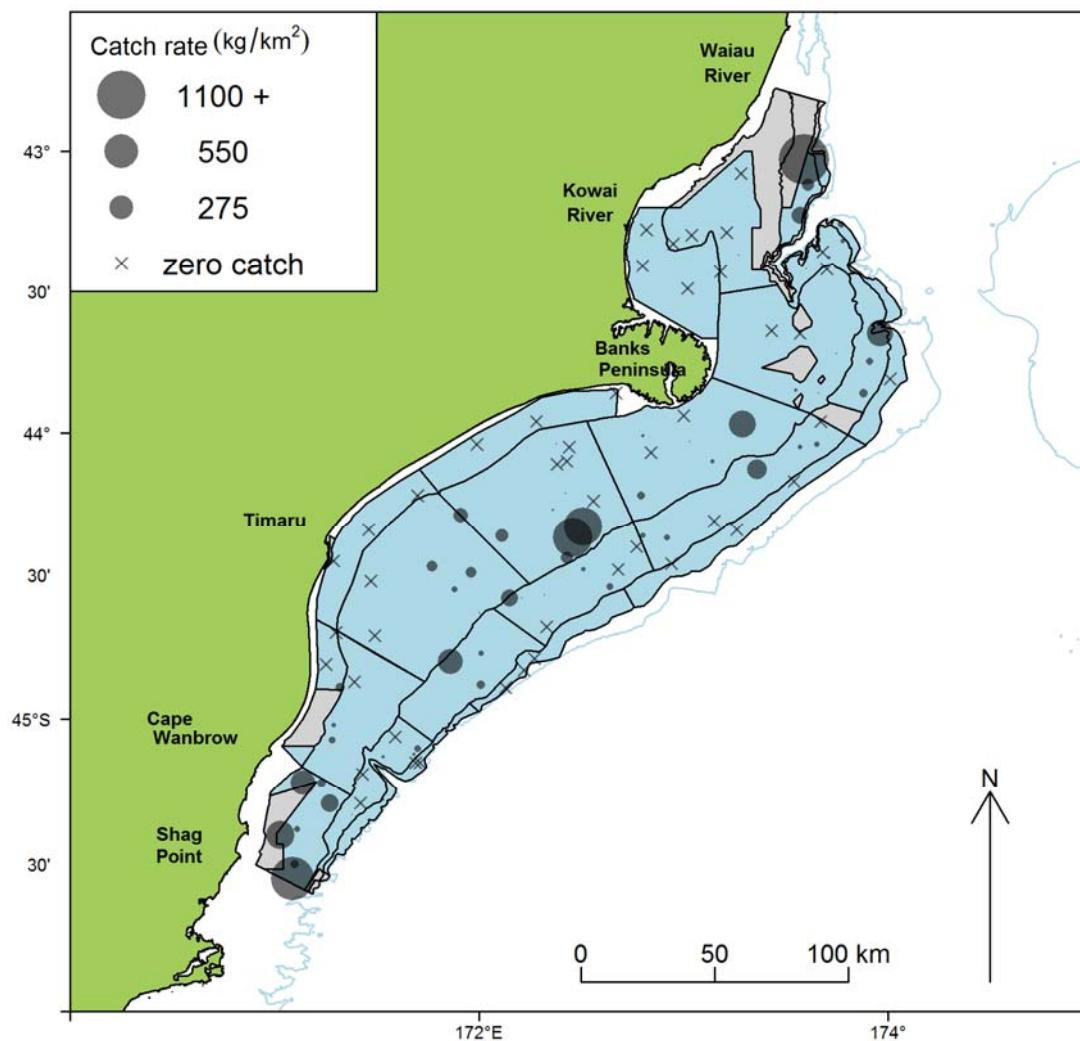 Catch rate (kg/km²)
1100 +
550
275
zero catch
Waiau
River
43°
Kowai
River
30'
Banks
Peninsula
44°
Timaru
30'
45°S
Cape
Wanbrow
N
Shag
Point
30'
0 50 100 km
172°E 174°